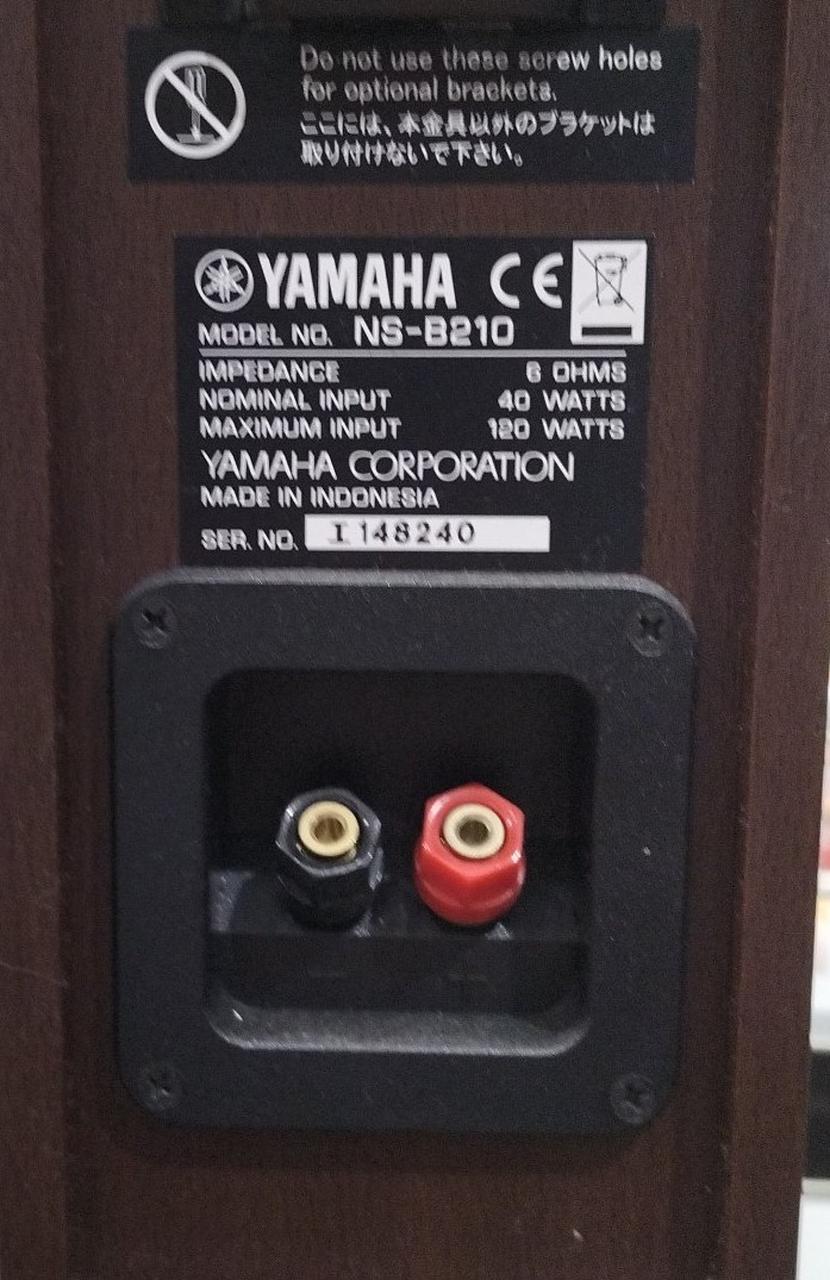 Do not use these screw holes
for optional brackets.
ここには、本金具以外のブラケットは
取り付けないで下さい。
YAMAHA CE
MODEL NO. NS-B210
IMPEDANCE 6 OHMS
NOMINAL INPUT 40 WATTS
MAXIMUM INPUT 120 WATTS
YAMAHA CORPORATION
MADE IN INDONESIA
SER. NO. I148240